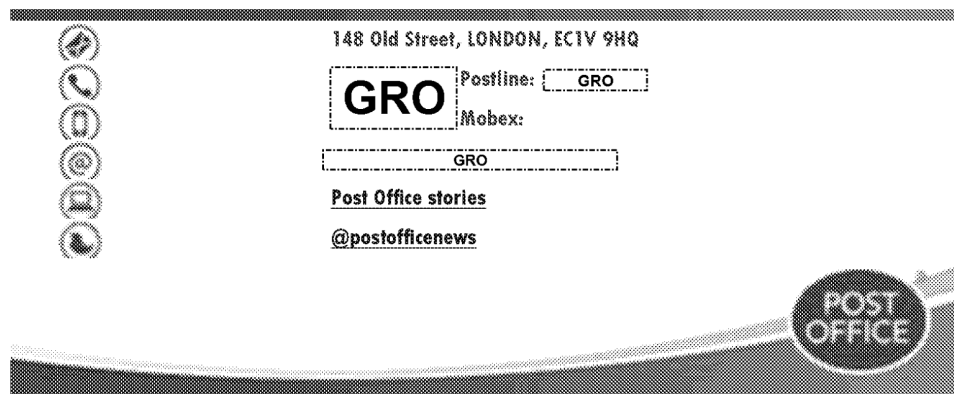 148 Old Street, LONDON, EC1V 9HQ
GRO Postline: GRO
Mobex:
GRO
Post Office stories
@postofficenews
POST
OFFICE